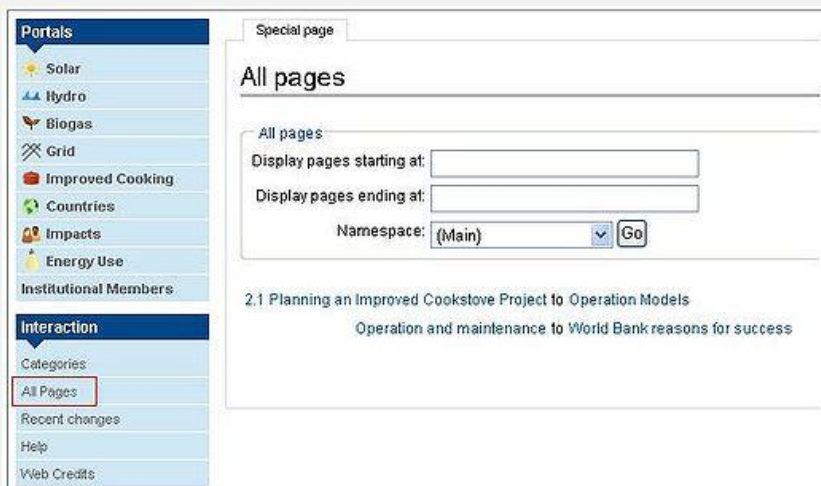 Portals
Solar
Hydro
Biogas
Grid
Improved Cooking
Countries
Impacts
Energy Use
Institutional Members
Interaction
Categories
All Pages
Recent changes
Help
Web Credits
Special page
All pages
All pages
Display pages starting at:
Display pages ending at:
Namespace: (Main) Go
2.1 Planning an Improved Cookstove Project to Operation Models
Operation and maintenance to World Bank reasons for success